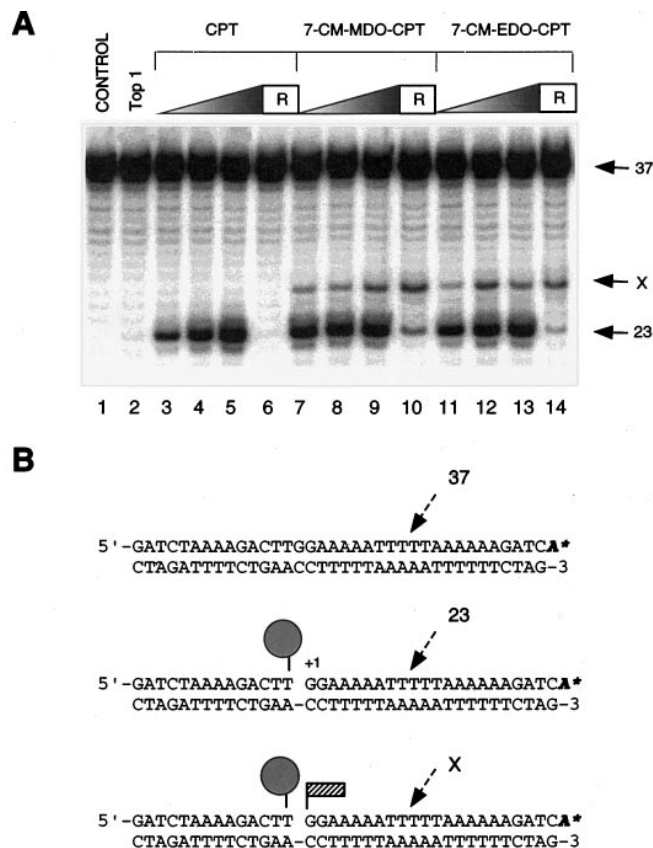 A
CPT 7-CM-MDO-CPT 7-CM-EDO-CPT
CONTROL
Top 1
R R R
37
X
23
1 2 3 4 5 6 7 8 9 10 11 12 13 14
B
37
5'-GATCTAAAAGACTTGGAAAAATTTTTAAAAAAGATCA*
CTAGATTTTCTGAACCTTTTTAAAAATTTTTTCTAG-3
23
+1
5'-GATCTAAAAGACTT GGAAAAATTTTTAAAAAAGATCA*
CTAGATTTTCTGAA-CCTTTTTAAAAATTTTTTCTAG-3
X
5'-GATCTAAAAGACTT GGAAAAATTTTTAAAAAAGATCA*
CTAGATTTTCTGAA-CCTTTTTAAAAATTTTTTCTAG-3